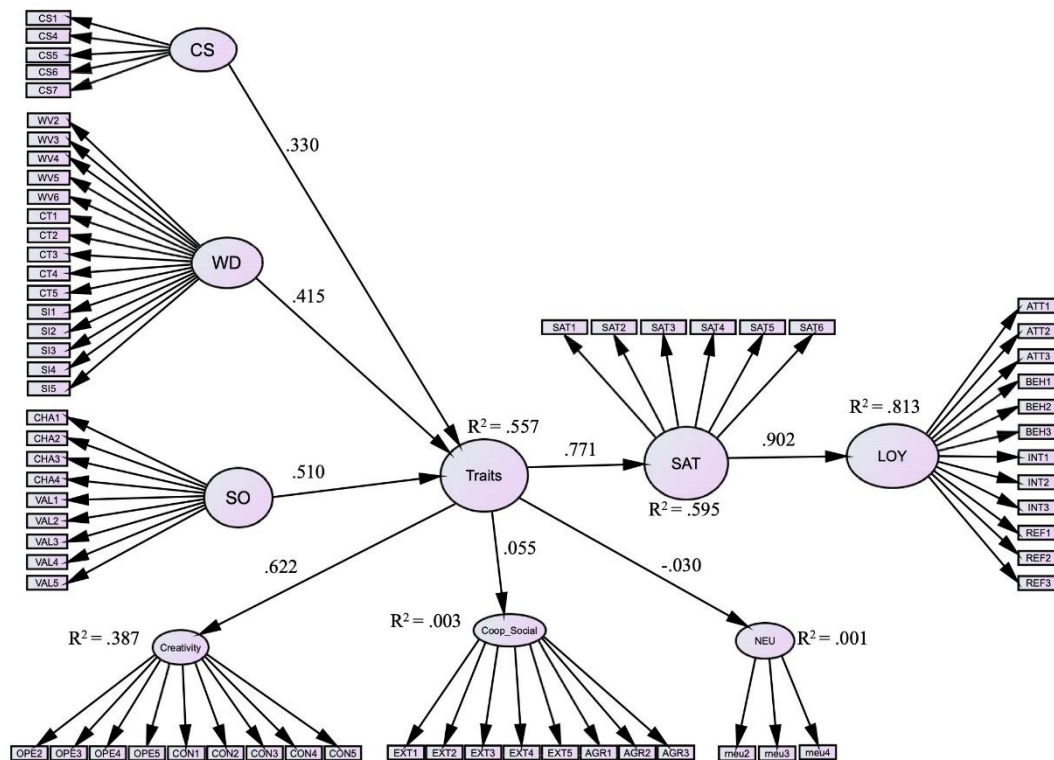 CS1
CS4
CS5
CS6
CS7
CS
.330
WV2
WV3
WV4
WV5
WV6
CT1
CT2
CT3
CT4
CT5
SI1
SI2
SI3
SI4
SI5
WD
.415
CHA1
CHA2
CHA3
CHA4
VAL1
VAL2
VAL3
VAL4
VAL5
SO
.510
R² = .557
Traits
.771
SAT1 SAT2 SAT3 SAT4 SAT5 SAT6
SAT
R² = .595
.902
R² = .813
LOY
ATT1
ATT2
ATT3
BEH1
BEH2
BEH3
INT1
INT2
INT3
REF1
REF2
REF3
.622
.055
-.030
R² = .387
Creativity
R² = .003
Coop_Social
NEU
R² = .001
OPE2 OPE3 OPE4 OPE5 CON1 CON2 CON3 CON4 CON5
EXT1 EXT2 EXT3 EXT4 EXT5 AGR1 AGR2 AGR3
rneu2 rneu3 rneu4